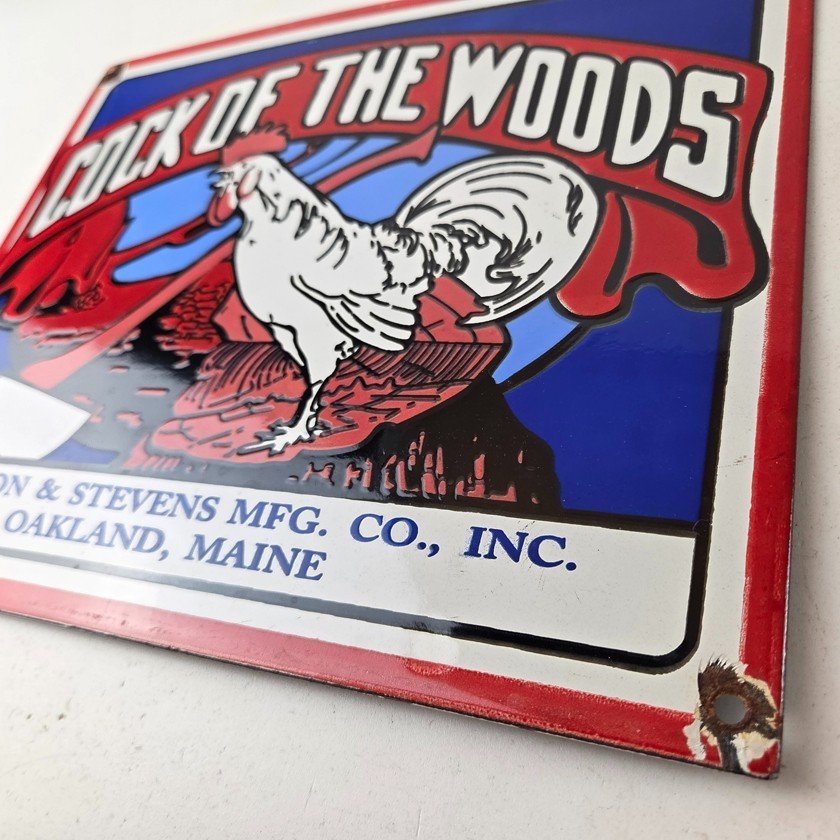 COCK OF THE WOODS
ON & STEVENS MFG. CO., INC.
OAKLAND, MAINE